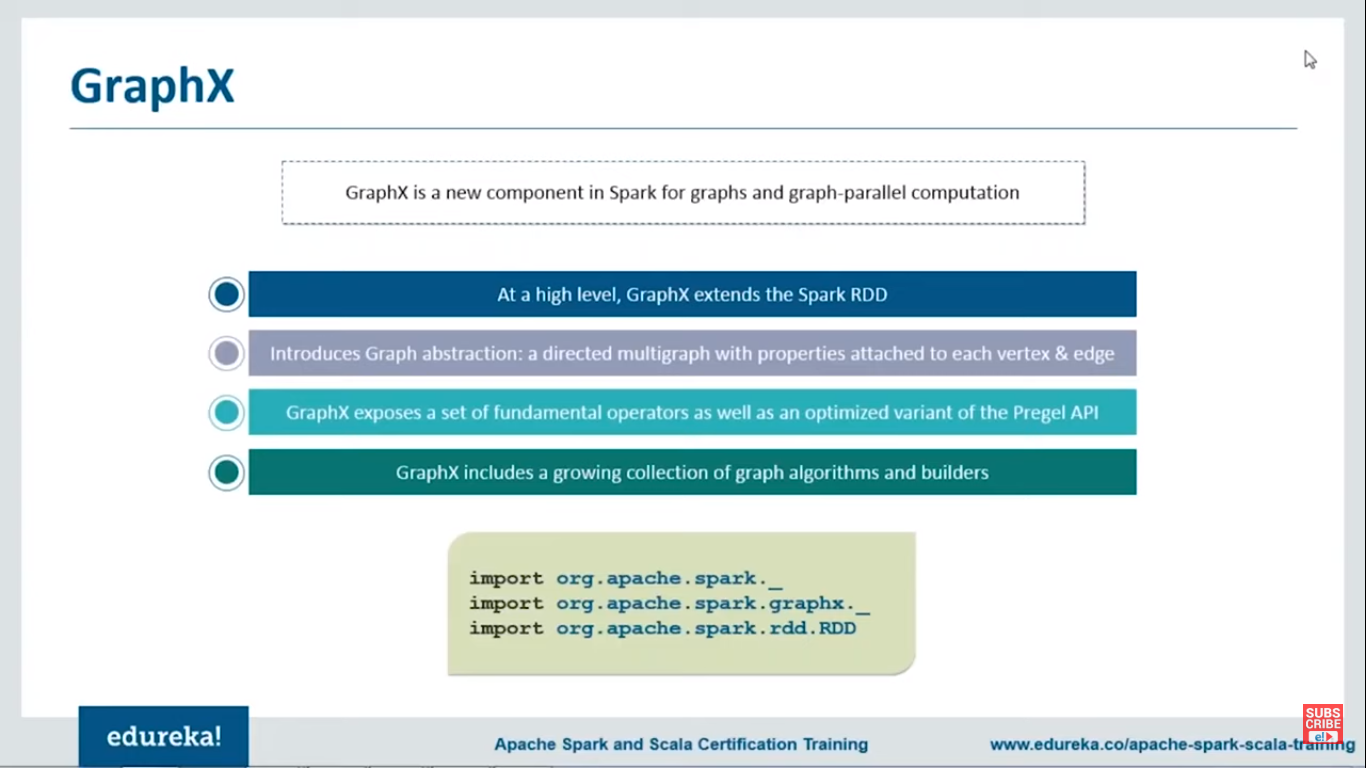 GraphX
GraphX is a new component in Spark for graphs and graph-parallel computation
At a high level, GraphX extends the Spark RDD
Introduces Graph abstraction: a directed multigraph with properties attached to each vertex & edge
GraphX exposes a set of fundamental operators as well as an optimized variant of the Pregel API
GraphX includes a growing collection of graph algorithms and builders
import org.apache.spark._
import org.apache.spark.graphx._
import org.apache.spark.rdd.RDD
edureka!
Apache Spark and Scala Certification Training
www.edureka.co/apache-spark-scala-training
SUBS
CRIBE
e!